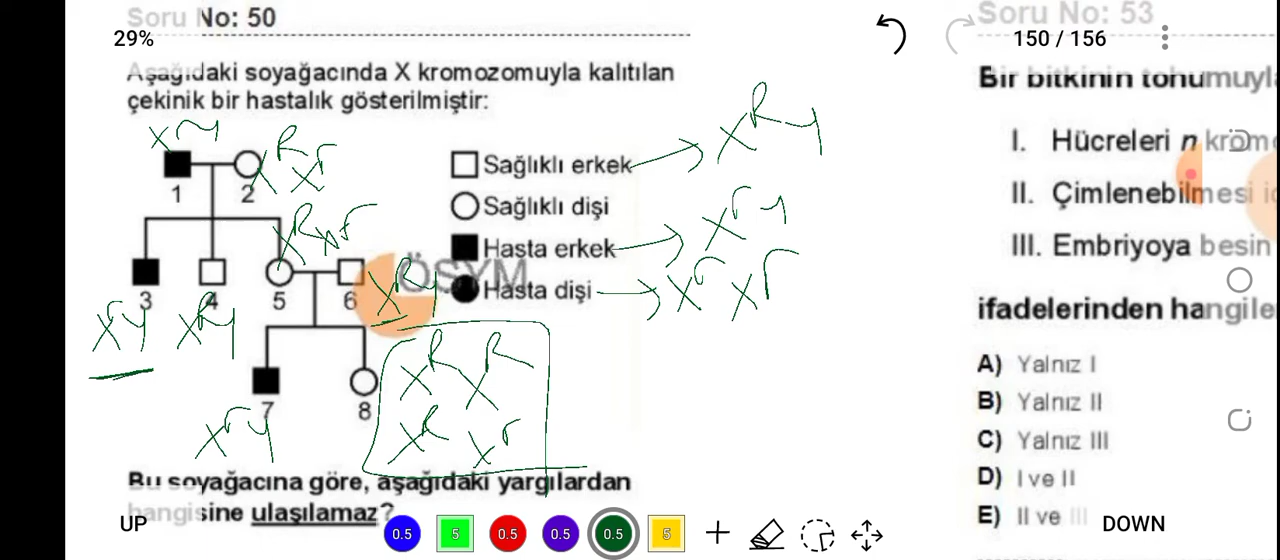 Soru No: 50
29%
Aşağıdaki soyağacında X kromozomuyla kalıtılan
çekinik bir hastalık gösterilmiştir:
X^r y
X^R X^r
1 2
Sağlıklı erkek → X^R y
Sağlıklı dişi
Hasta erkek → X^r y
Hasta dişi → X^r X^r
ÖSYM
X^R X^r
3 4 5 6
X^r y X^R y X^R y
X^R X^R
X^R X^r
7 8
X^r y
Bu soyağacına göre, aşağıdaki yargılardan
hangisine ulaşılamaz?
UP
0.5 5 0.5 0.5 0.5 5
Soru No: 53
150 / 156
Bir bitkinin tohumuyla
I. Hücreleri n krom
II. Çimlenebilmesi
III. Embriyoya besin
ifadelerinden hangile
A) Yalnız I
B) Yalnız II
C) Yalnız III
D) I ve II
E) II ve III
DOWN